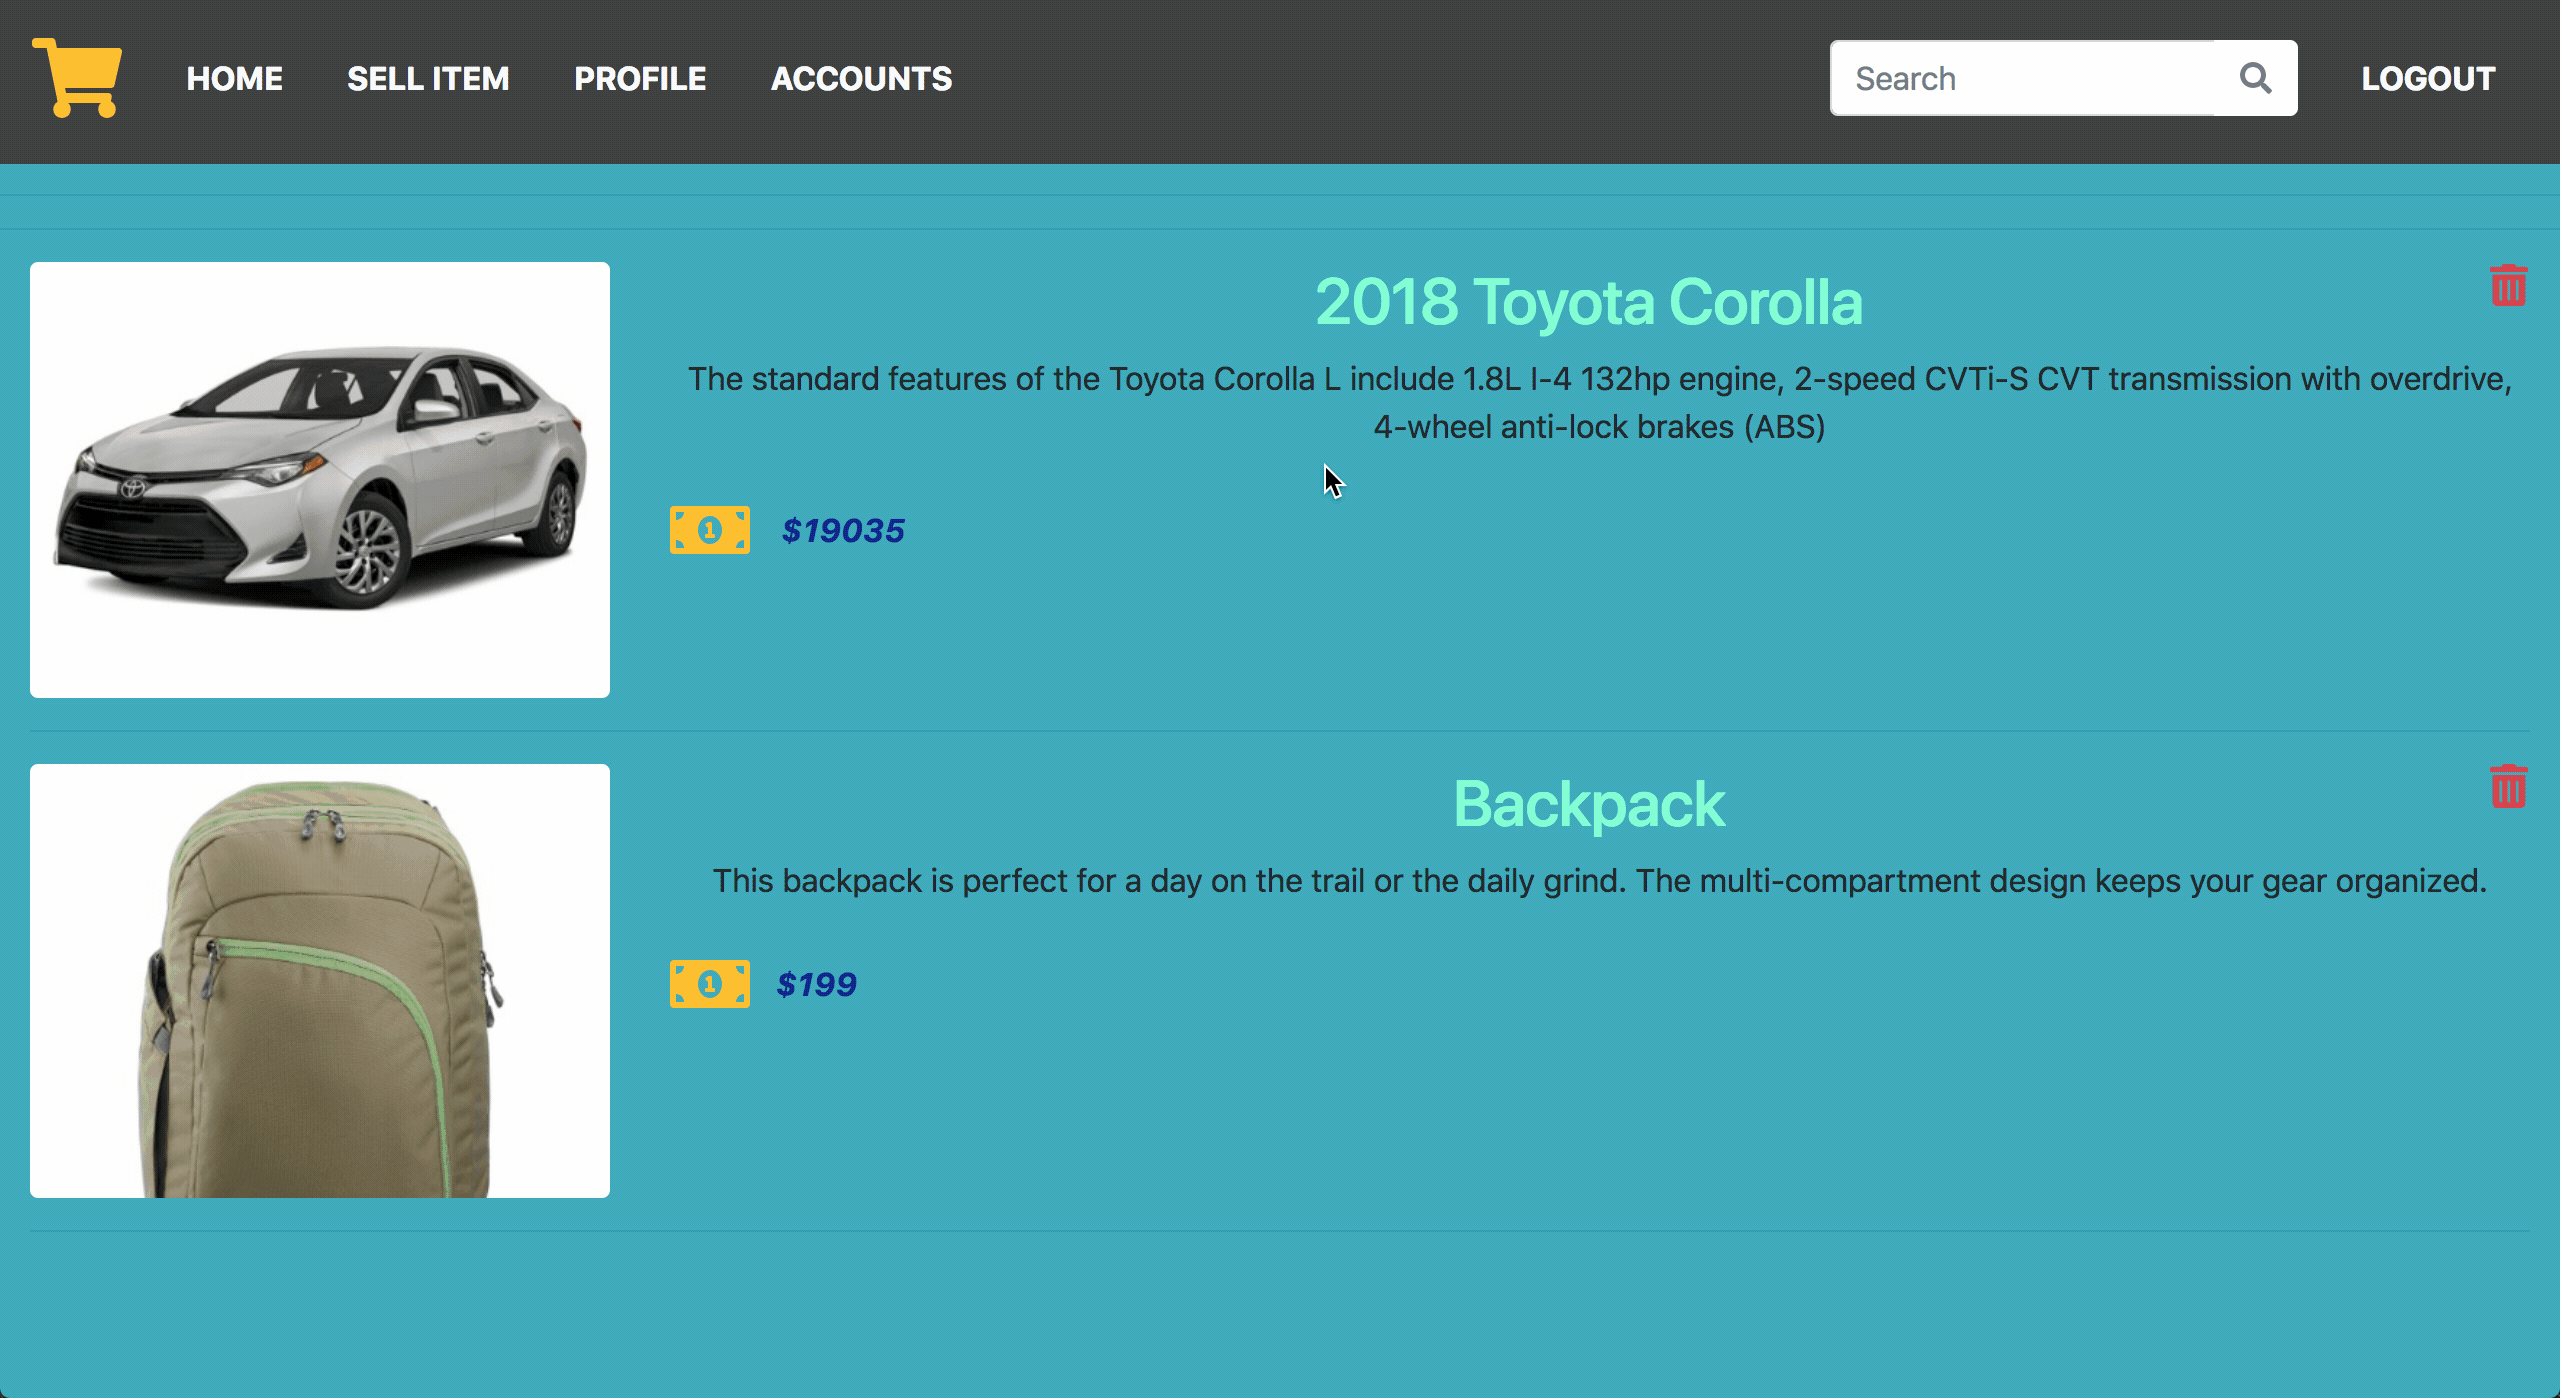 HOME SELL ITEM PROFILE ACCOUNTS Search LOGOUT
2018 Toyota Corolla
The standard features of the Toyota Corolla L include 1.8L I-4 132hp engine, 2-speed CVTi-S CVT transmission with overdrive,
4-wheel anti-lock brakes (ABS)
1 $19035
Backpack
This backpack is perfect for a day on the trail or the daily grind. The multi-compartment design keeps your gear organized.
1 $199